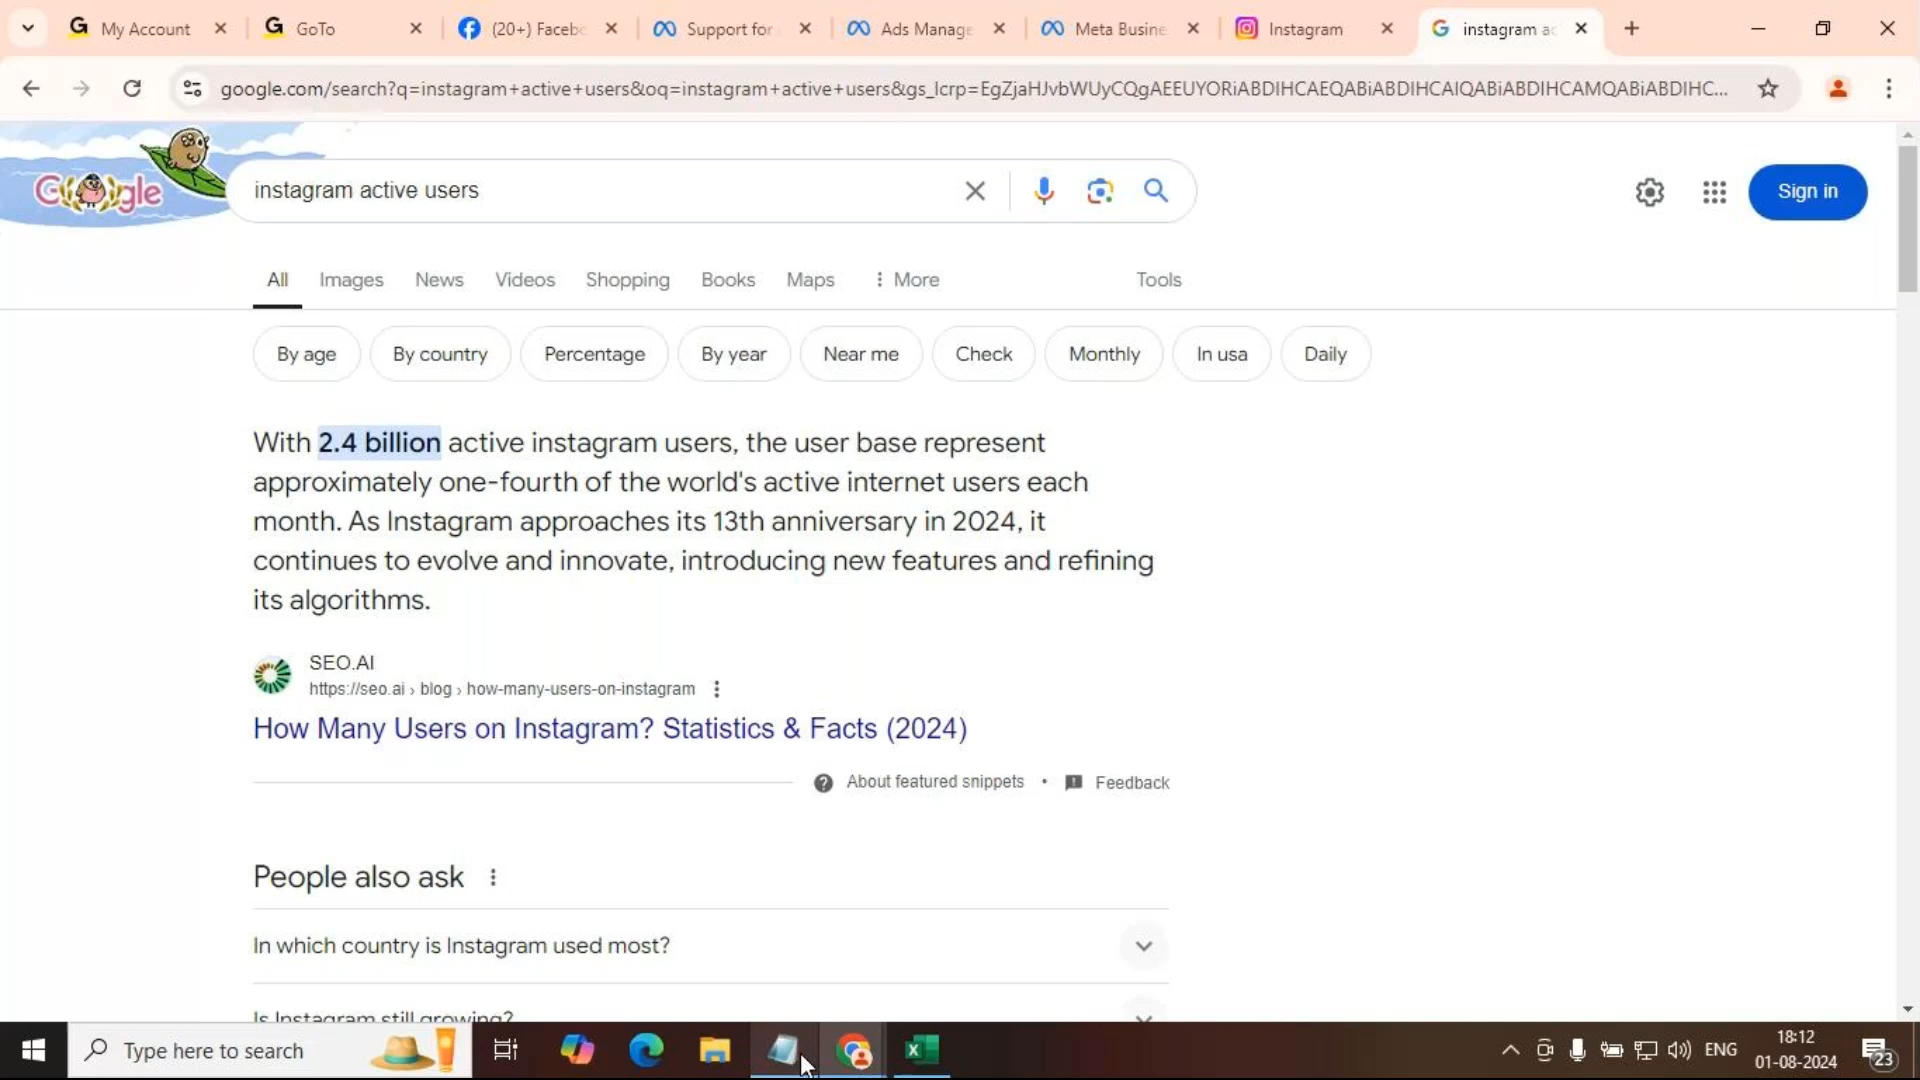 My Account
GoTo
(20+) Facebo
Support for
Ads Manage
Meta Busine
Instagram
instagram ac
google.com/search?q=instagram+active+users&oq=instagram+active+users&gs_lcrp=EgZjaHJvbWUyCQgAEEUYORiABDIHCAEQABiABDIHCAIQABiABDIHCAMQABiABDIHC...
Google
instagram active users
Sign in
All
Images
News
Videos
Shopping
Books
Maps
More
Tools
By age
By country
Percentage
By year
Near me
Check
Monthly
In usa
Daily
With 2.4 billion active instagram users, the user base represent
approximately one-fourth of the world's active internet users each
month. As Instagram approaches its 13th anniversary in 2024, it
continues to evolve and innovate, introducing new features and refining
its algorithms.
SEO.AI
https://seo.ai › blog › how-many-users-on-instagram
How Many Users on Instagram? Statistics & Facts (2024)
About featured snippets • Feedback
People also ask
In which country is Instagram used most?
Is Instagram still growing?
Type here to search
ENG
18:12
01-08-2024
23